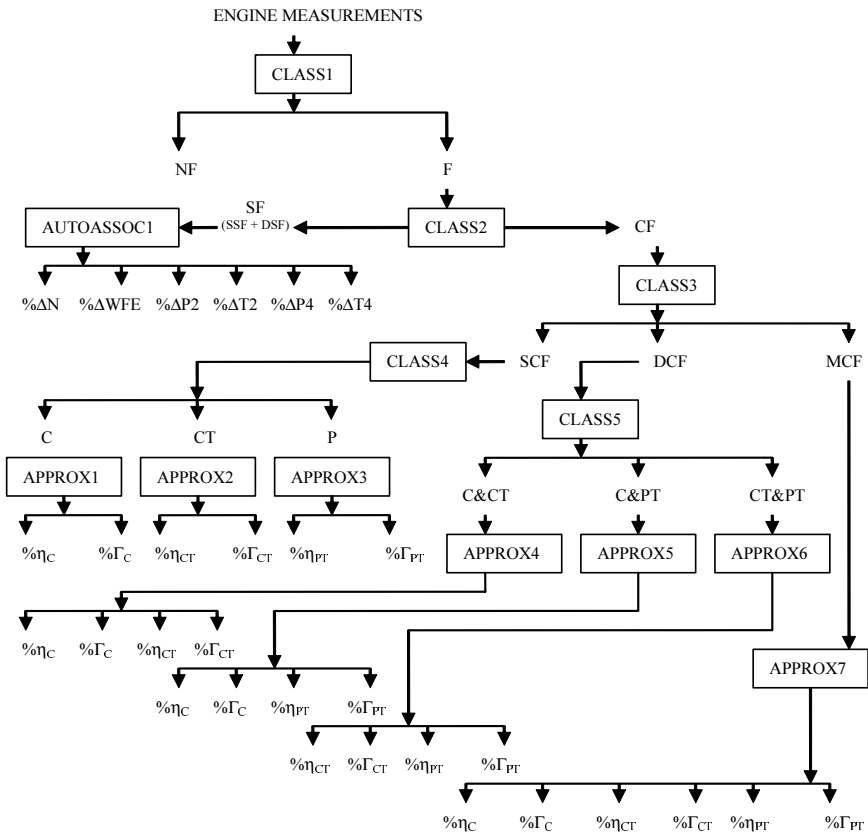 ENGINE MEASUREMENTS
CLASS1
NF
F
SF
(SSF + DSF)
AUTOASSOC1
CLASS2
CF
CLASS3
%ΔN %ΔWFE %ΔP2 %ΔT2 %ΔP4 %ΔT4
CLASS4
SCF
DCF
MCF
CLASS5
C
CT
P
APPROX1
APPROX2
APPROX3
C&CT
C&PT
CT&PT
%ηC %ΓC %ηCT %ΓCT %ηPT %ΓPT
APPROX4
APPROX5
APPROX6
%ηC %ΓC %ηCT %ΓCT
APPROX7
%ηC %ΓC %ηPT %ΓPT
%ηCT %ΓCT %ηPT %ΓPT
%ηC %ΓC %ηCT %ΓCT %ηPT %ΓPT